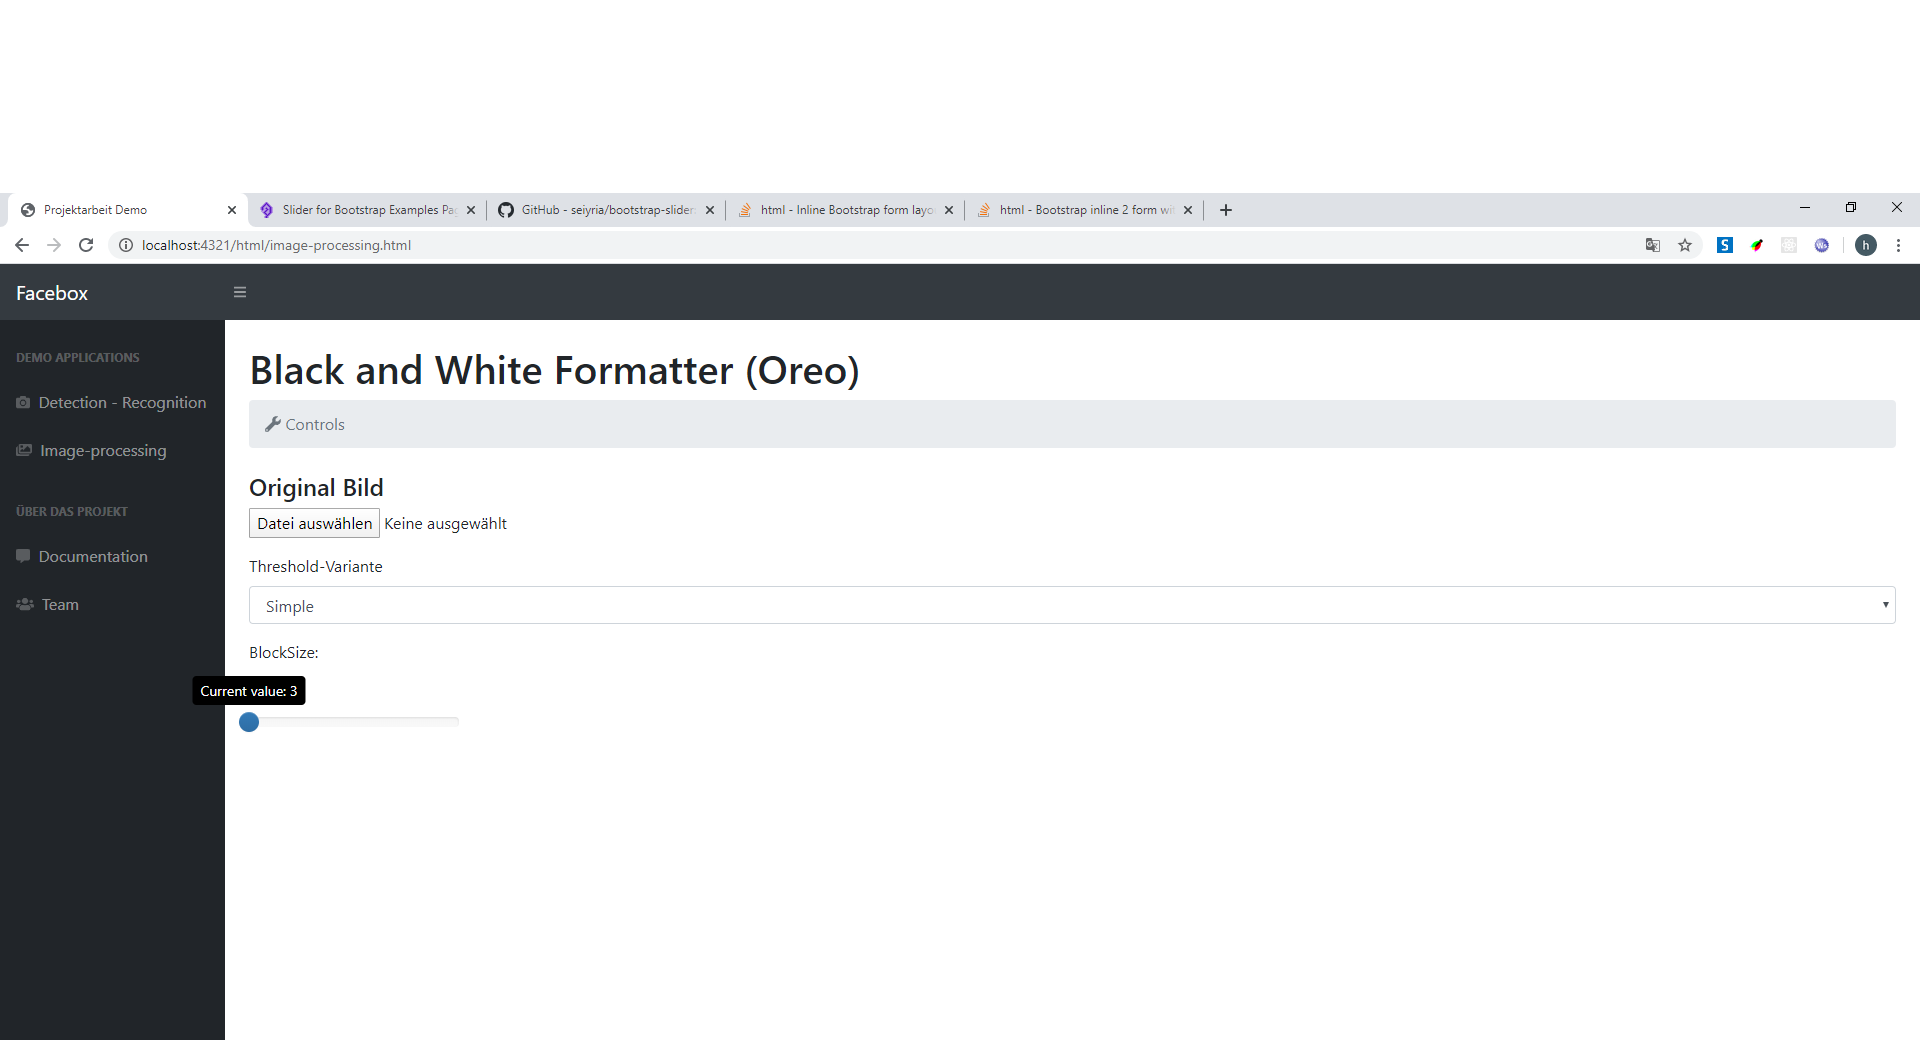 Projektarbeit Demo
Slider for Bootstrap Examples Pag
GitHub - seiyria/bootstrap-slider:
html - Inline Bootstrap form layo
html - Bootstrap inline 2 form wi
localhost:4321/html/image-processing.html
S
Ws
h
Facebox
DEMO APPLICATIONS
Detection - Recognition
Image-processing
ÜBER DAS PROJEKT
Documentation
Team
Black and White Formatter (Oreo)
Controls
Original Bild
Datei auswählen Keine ausgewählt
Threshold-Variante
Simple
BlockSize:
Current value: 3